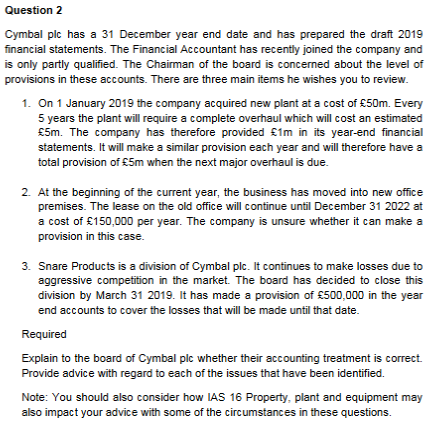 Question 2
Cymbal plc has a 31 December year end date and has prepared the draft 2019
financial statements. The Financial Accountant has recently joined the company and
is only partly qualified. The Chairman of the board is concerned about the level of
provisions in these accounts. There are three main items he wishes you to review.
1. On 1 January 2019 the company acquired new plant at a cost of £50m. Every
5 years the plant will require a complete overhaul which will cost an estimated
£5m. The company has therefore provided £1m in its year-end financial
statements. It will make a similar provision each year and will therefore have a
total provision of £5m when the next major overhaul is due.
2. At the beginning of the current year, the business has moved into new office
premises. The lease on the old office will continue until December 31 2022 at
a cost of £150,000 per year. The company is unsure whether it can make a
provision in this case.
3. Snare Products is a division of Cymbal plc. It continues to make losses due to
aggressive competition in the market. The board has decided to close this
division by March 31 2019. It has made a provision of £500,000 in the year
end accounts to cover the losses that will be made until that date.
Required
Explain to the board of Cymbal plc whether their accounting treatment is correct.
Provide advice with regard to each of the issues that have been identified.
Note: You should also consider how IAS 16 Property, plant and equipment may
also impact your advice with some of the circumstances in these questions.